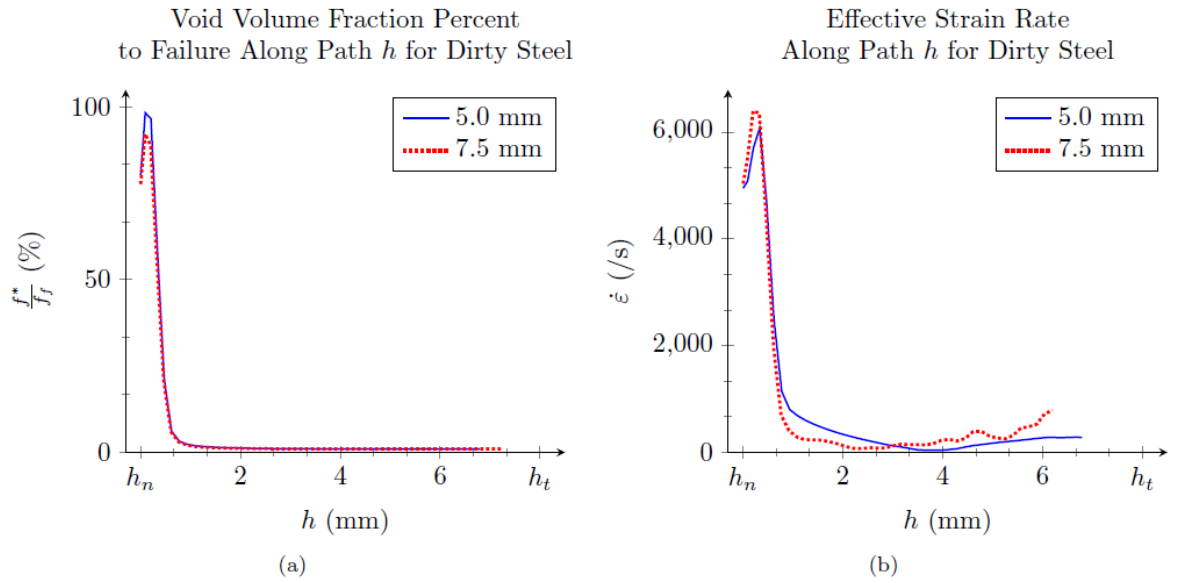 Void Volume Fraction Percent
to Failure Along Path h for Dirty Steel
100
50
0
f*/f_f (%)
5.0 mm
7.5 mm
h_n
2
4
6
h_t
h (mm)
(a)
Effective Strain Rate
Along Path h for Dirty Steel
6,000
4,000
2,000
0
ε̇ (/s)
5.0 mm
7.5 mm
h_n
2
4
6
h_t
h (mm)
(b)